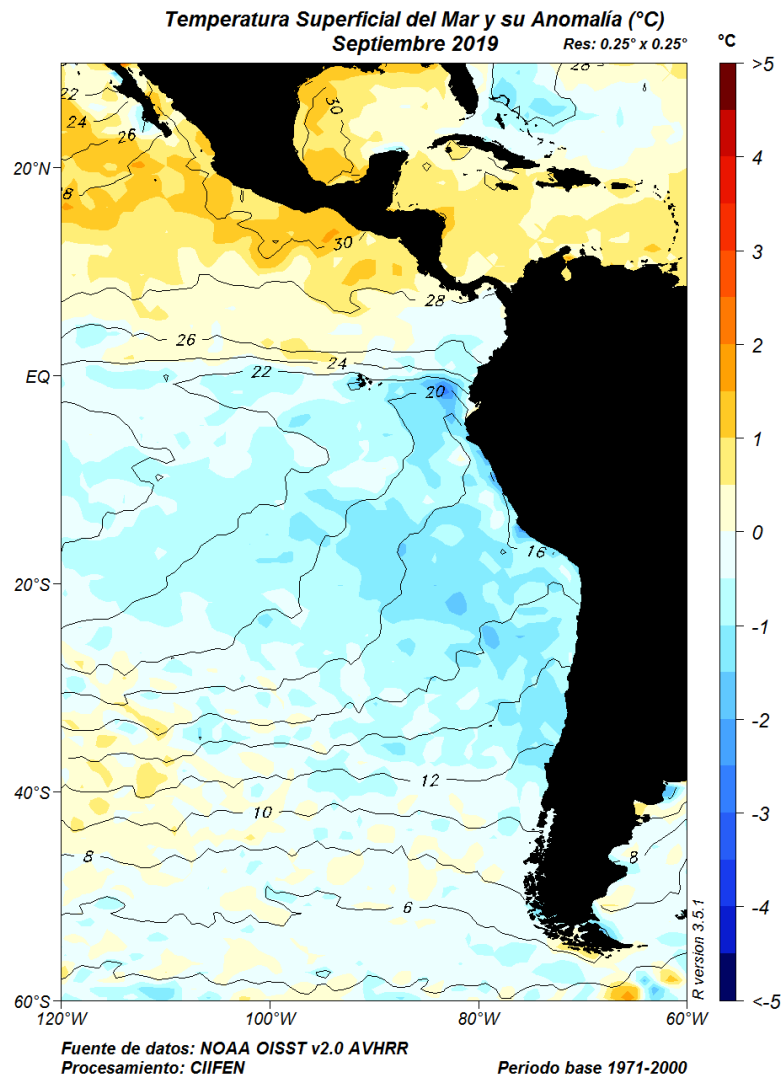 Temperatura Superficial del Mar y su Anomalía (°C)
Septiembre 2019
Res: 0.25° x 0.25°
°C
28
22
24
26
30
20°N
18
30
28
26
24
EQ
22
20
16
20°S
12
40°S
10
8
8
6
60°S
120°W
100°W
80°W
60°W
>5
4
3
2
1
0
-1
-2
-3
-4
<-5
R version 3.5.1
Fuente de datos: NOAA OISST v2.0 AVHRR
Procesamiento: CIIFEN
Periodo base 1971-2000